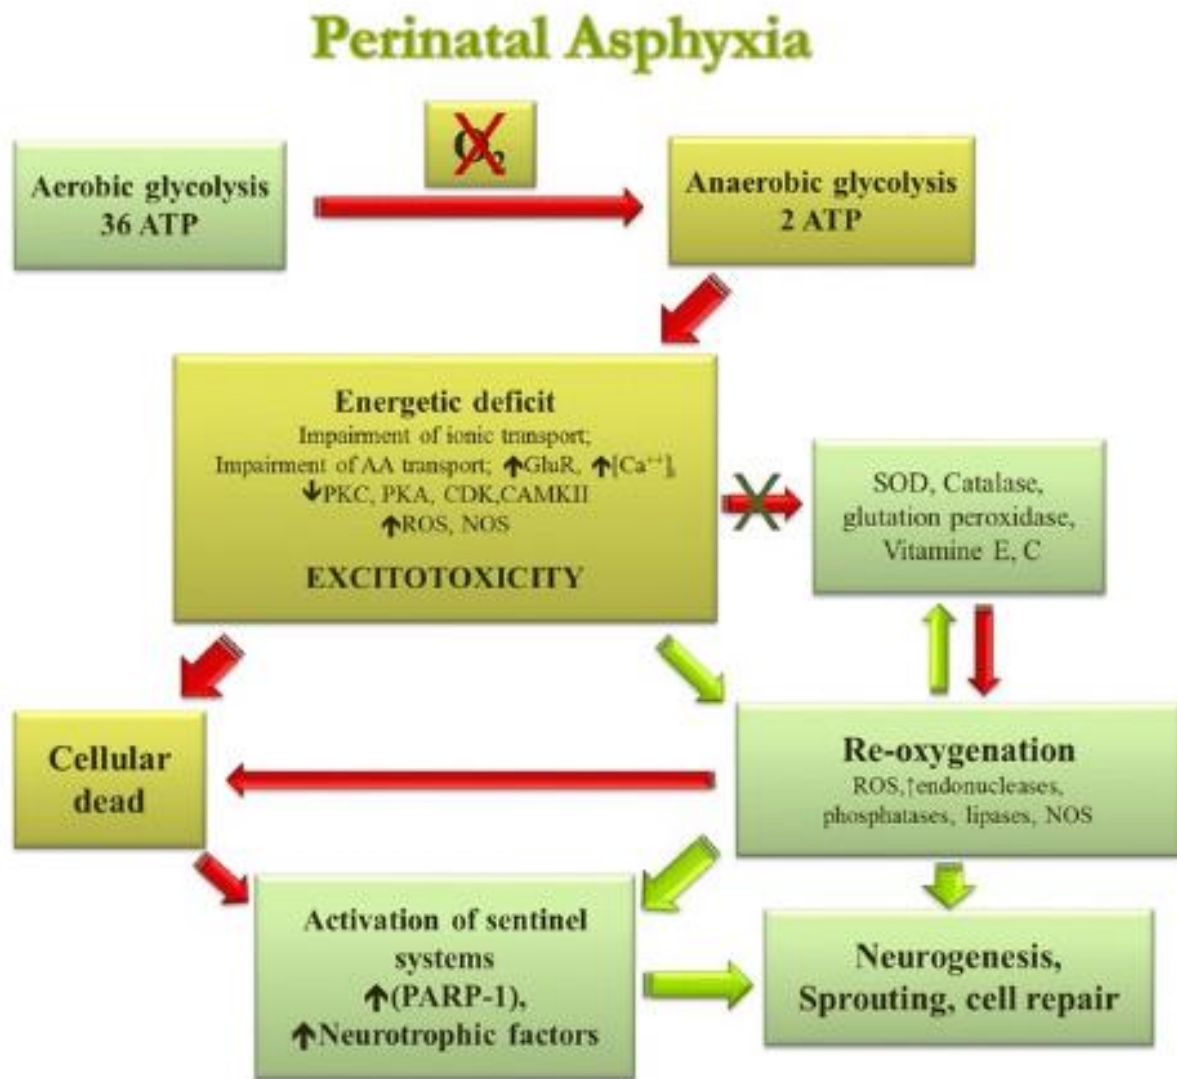 Perinatal Asphyxia
O₂
Aerobic glycolysis
36 ATP
Anaerobic glycolysis
2 ATP
Energetic deficit
Impairment of ionic transport;
Impairment of AA transport; ↑GluR, ↑[Ca⁺⁺]ᵢ
↓PKC, PKA, CDK,CAMKII
↑ROS, NOS
EXCITOTOXICITY
SOD, Catalase,
glutation peroxidase,
Vitamine E, C
Cellular
dead
Re-oxygenation
ROS,↑endonucleases,
phosphatases, lipases, NOS
Activation of sentinel
systems
↑(PARP-1),
↑Neurotrophic factors
Neurogenesis,
Sprouting, cell repair